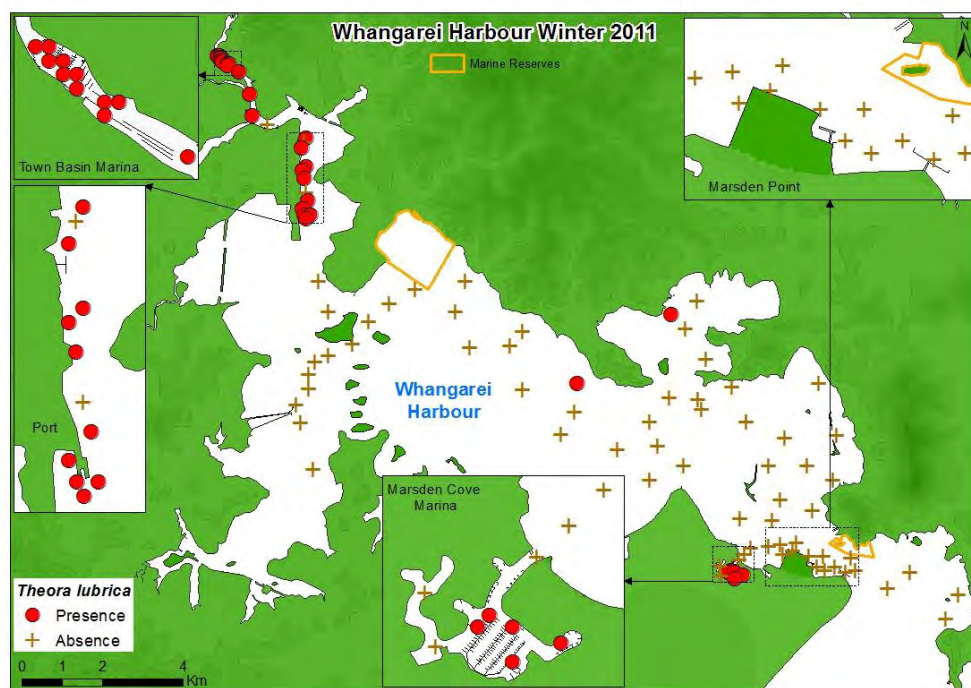 Whangarei Harbour Winter 2011
Marine Reserves
N
Town Basin Marina
Marsden Point
Port
Whangarei
Harbour
Marsden Cove
Marina
Theora lubrica
Presence
Absence
0 1 2 4
Km